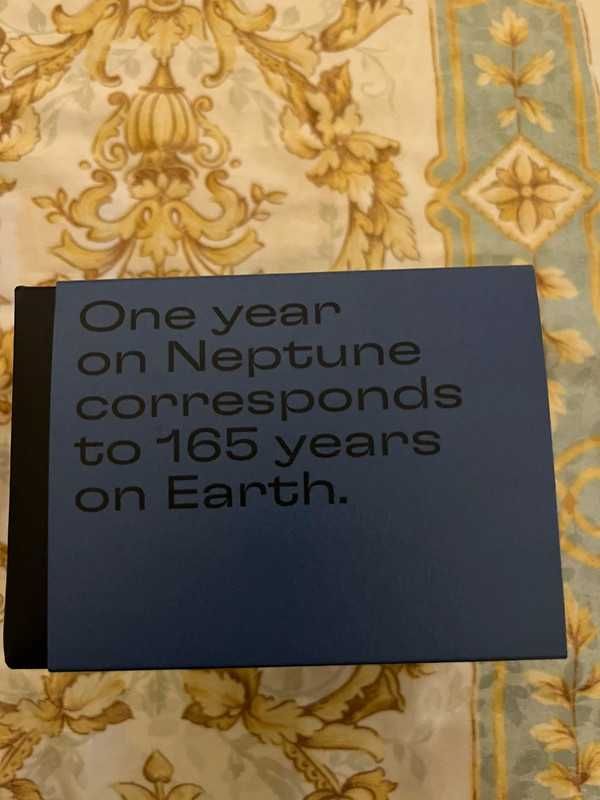 One year
on Neptune
corresponds
to 165 years
on Earth.